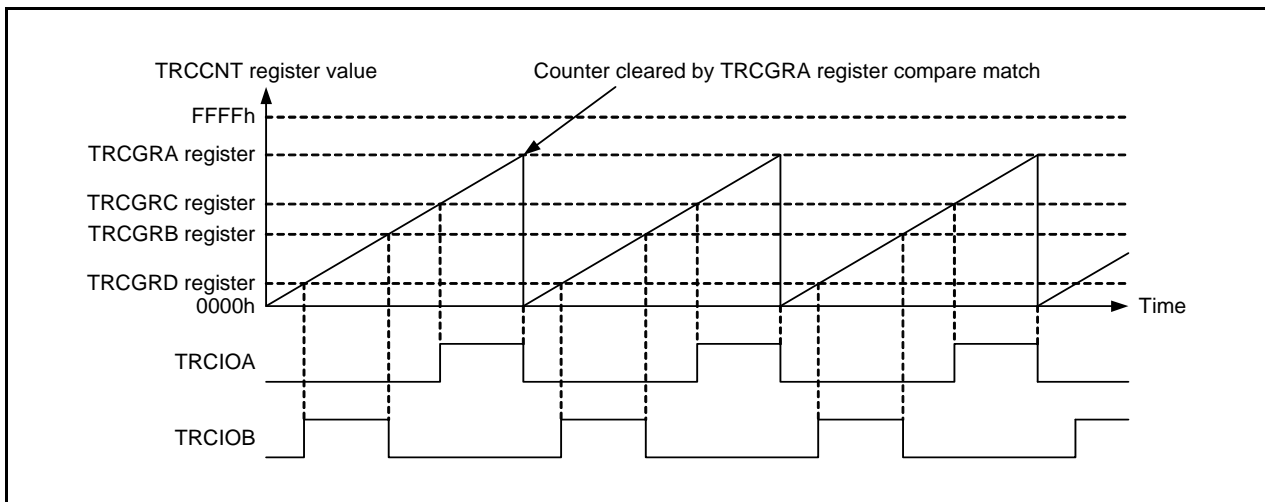 TRCCNT register value
Counter cleared by TRCGRA register compare match
FFFFh
TRCGRA register
TRCGRC register
TRCGRB register
TRCGRD register
0000h
Time
TRCIOA
TRCIOB